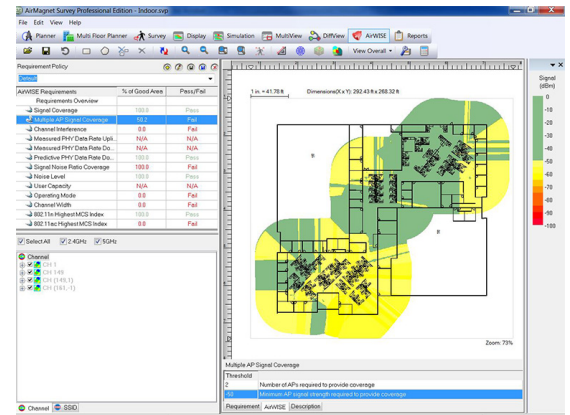 AirMagnet Survey Professional Edition - Indoor.svp
File Edit View Help
Planner Multi Floor Planner Survey Display Simulation MultiView DiffView AirWISE Reports
View Overall
Requirement Policy
Default
AirWISE Requirements % of Good Area Pass/Fail
Requirements Overview
Signal Coverage 100.0 Pass
Multiple AP Signal Coverage 58.2 Fail
Channel Interference 0.0 Fail
Measured PHY Data Rate Upli... N/A N/A
Measured PHY Data Rate Do... N/A N/A
Predictive PHY Data Rate Do... 100.0 Pass
Signal Noise Ratio Coverage 100.0 Fail
Noise Level 100.0 Pass
User Capacity N/A N/A
Operating Mode 0.0 Fail
Channel Width 0.0 Fail
802.11n Highest MCS Index 100.0 Pass
802.11ac Highest MCS Index 0.0 Fail
Select All 2.4GHz 5GHz
Channel
CH 1
CH 149
CH (149,1)
CH (161,-1)
Channel SSID
1 in. = 41.78 ft Dimensions(X x Y): 292.43 ft x 268.32 ft
Zoom: 73%
Signal
(dBm)
0
-10
-20
-30
-40
-50
-60
-70
-80
-90
-100
Multiple AP Signal Coverage
Threshold
2 Number of APs required to provide coverage
-50 Minimum AP signal strength required to provide coverage
Requirement AirWISE Description